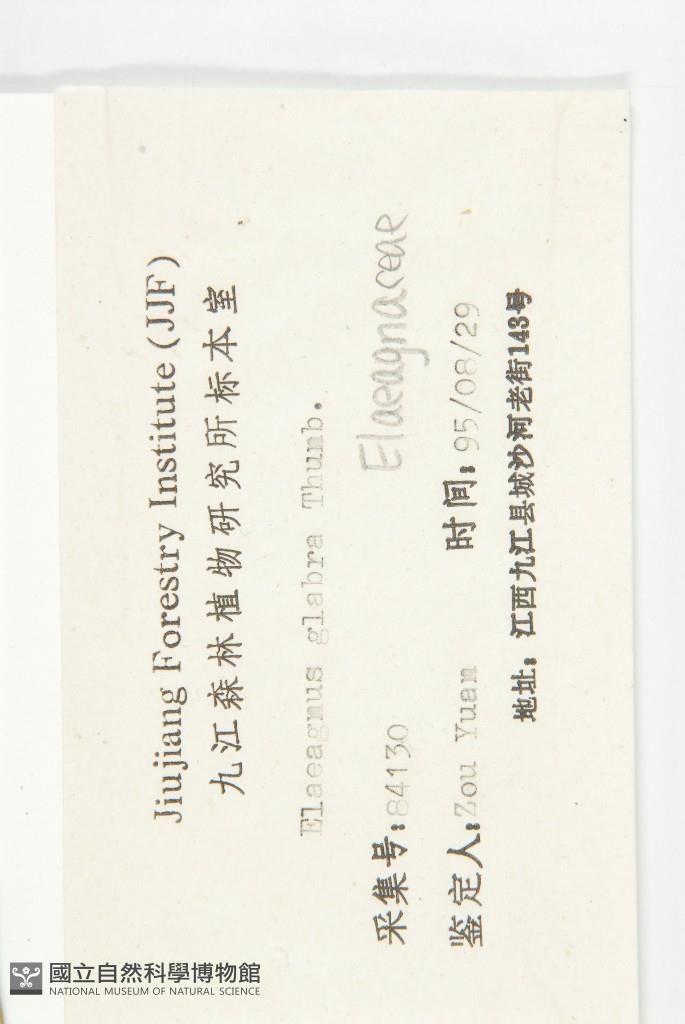 Jiujiang Forestry Institute (JJF)
九江森林植物研究所标本室
Elaeagnus glabra Thunb.
Elaeagnaceae
采集号:84130
鉴定人:Zou Yuan 时间:95/08/29
地址:江西九江县城沙河老街143号
國立自然科學博物館
NATIONAL MUSEUM OF NATURAL SCIENCE